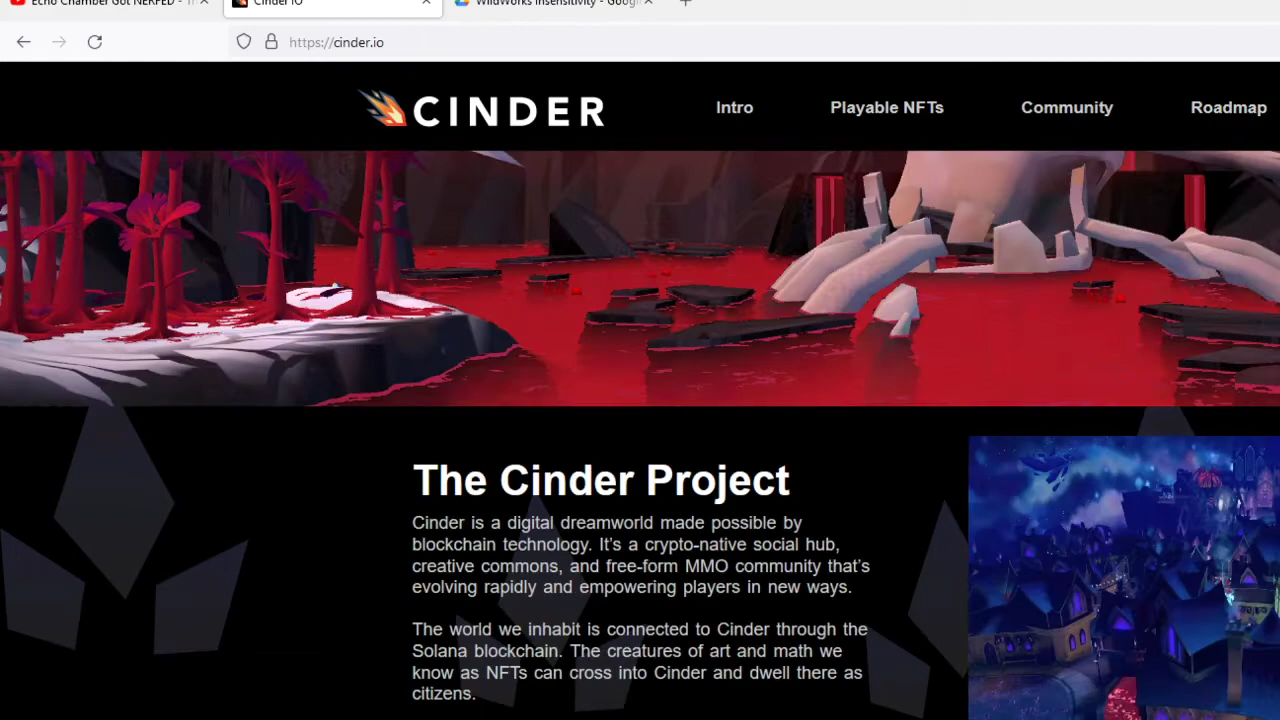 Echo Chamber Got NERFED - Th
Cinder IO
WildWorks Insensitivity - Googl
https://cinder.io
CINDER
Intro
Playable NFTs
Community
Roadmap
The Cinder Project
Cinder is a digital dreamworld made possible by
blockchain technology. It's a crypto-native social hub,
creative commons, and free-form MMO community that's
evolving rapidly and empowering players in new ways.
The world we inhabit is connected to Cinder through the
Solana blockchain. The creatures of art and math we
know as NFTs can cross into Cinder and dwell there as
citizens.